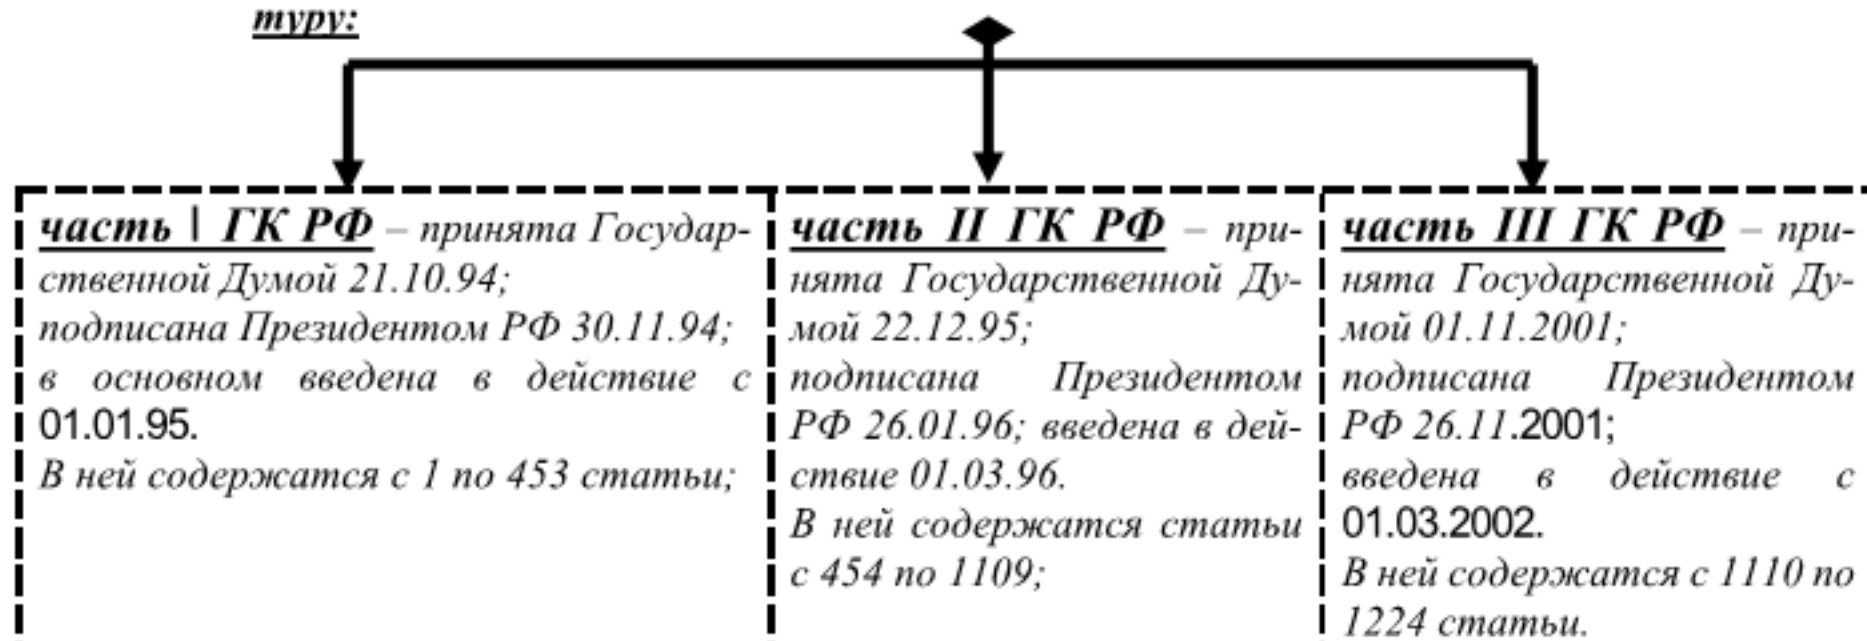 туру:
часть I ГК РФ – принята Государ-
ственной Думой 21.10.94;
подписана Президентом РФ 30.11.94;
в основном введена в действие с
01.01.95.
В ней содержатся с 1 по 453 статьи;
часть II ГК РФ – при-
нята Государственной Ду-
мой 22.12.95;
подписана Президентом
РФ 26.01.96; введена в дей-
ствие 01.03.96.
В ней содержатся статьи
с 454 по 1109;
часть III ГК РФ – при-
нята Государственной Ду-
мой 01.11.2001;
подписана Президентом
РФ 26.11.2001;
введена в действие с
01.03.2002.
В ней содержатся с 1110 по
1224 статьи.